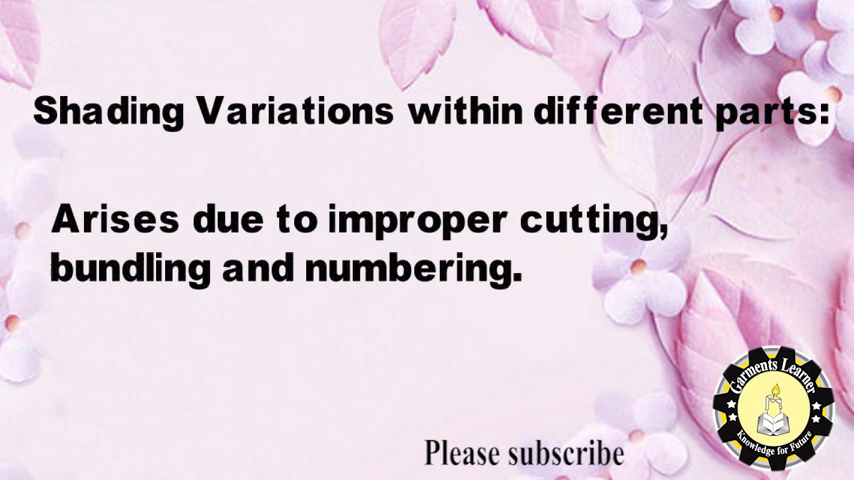 Shading Variations within different parts:
Arises due to improper cutting,
bundling and numbering.
Garments Learner
Knowledge for Future
Please subscribe